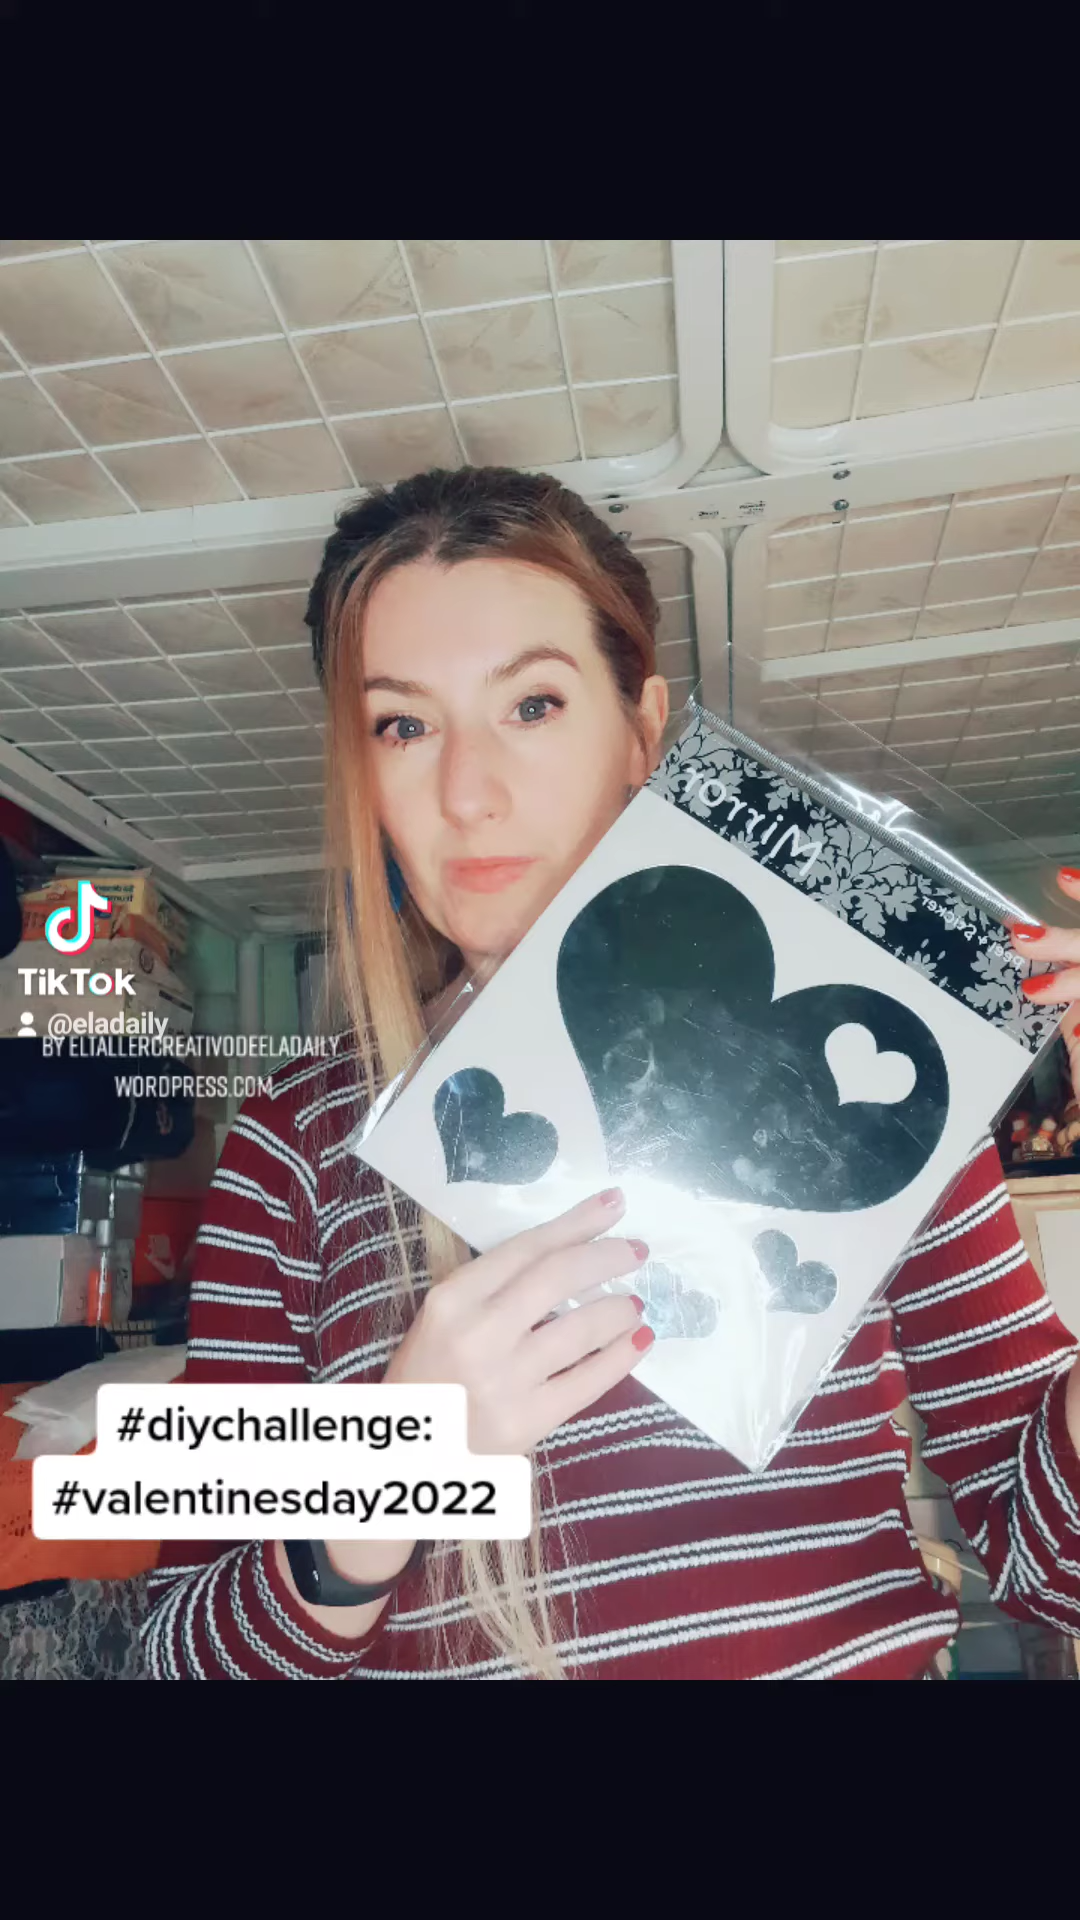 Mirror
peel + Sticker
TikTok
@eladaily
BY ELTALLERCREATIVODEELADAILY
WORDPRESS.COM
#diychallenge:
#valentinesday2022